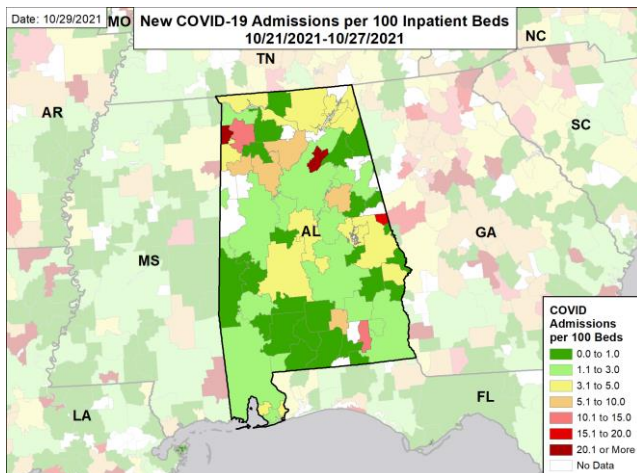 Date: 10/29/2021
New COVID-19 Admissions per 100 Inpatient Beds
10/21/2021-10/27/2021
MO
TN
NC
AR
SC
MS
AL
GA
LA
FL
COVID
Admissions
per 100 Beds
0.0 to 1.0
1.1 to 3.0
3.1 to 5.0
5.1 to 10.0
10.1 to 15.0
15.1 to 20.0
20.1 or More
No Data